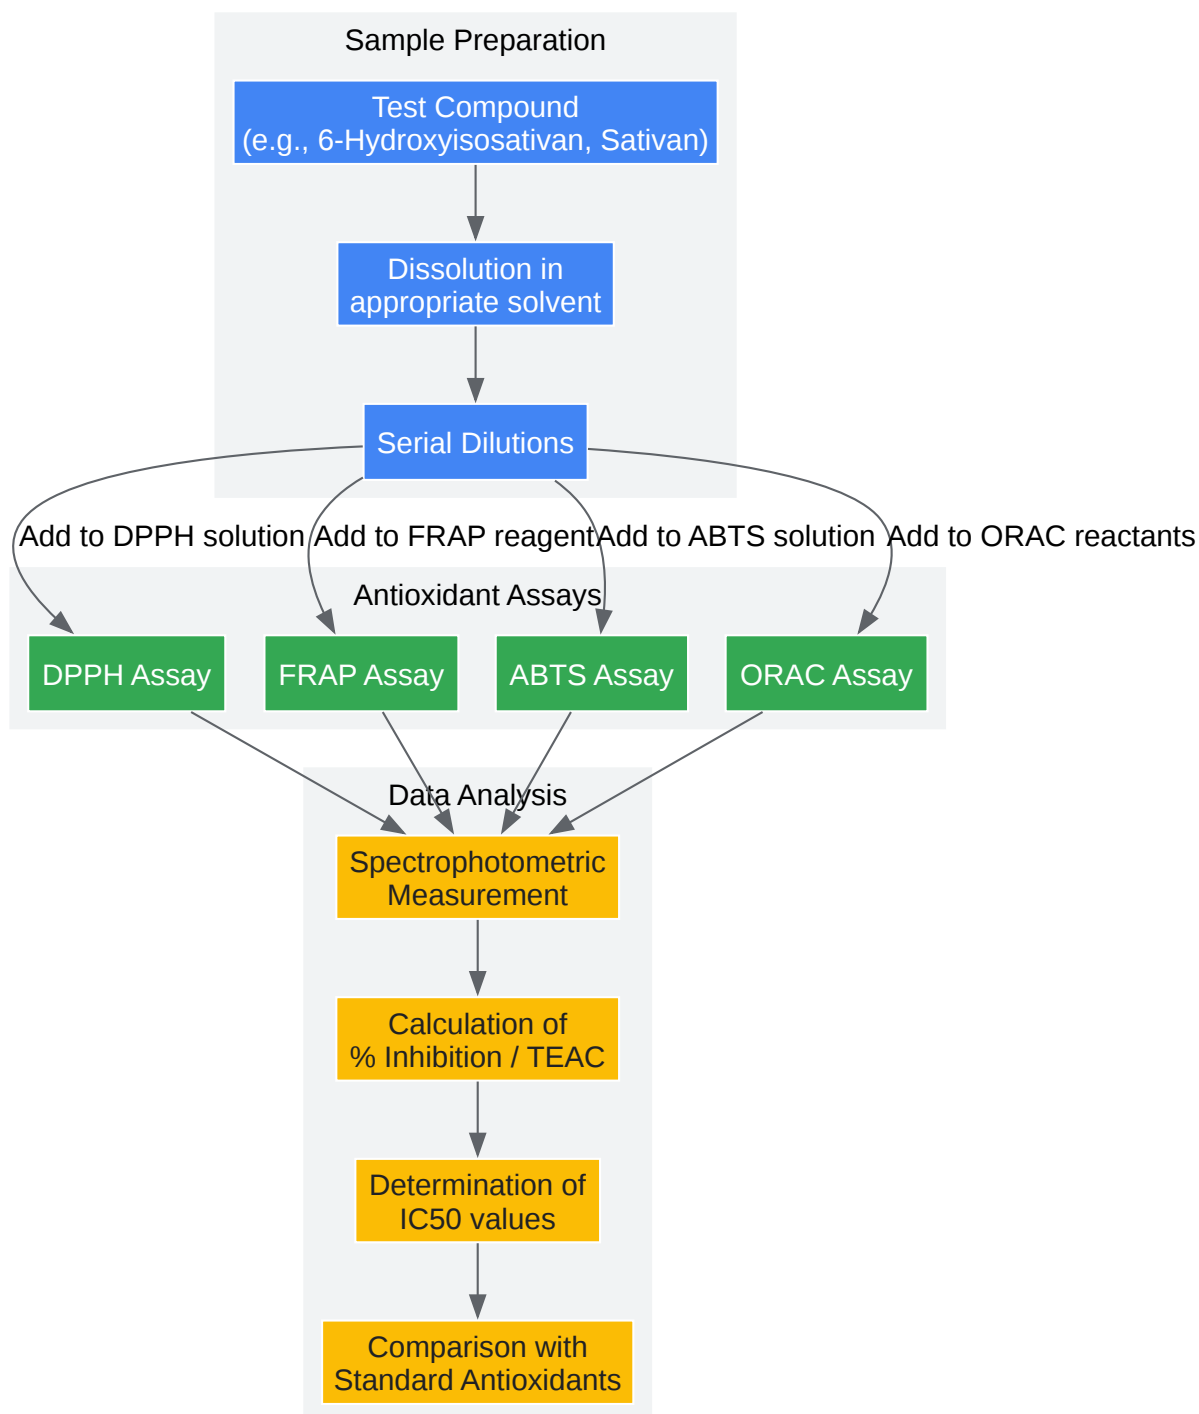 Sample Preparation
Test Compound
(e.g., 6-Hydroxyisosativan, Sativan)
Dissolution in
appropriate solvent
Serial Dilutions
Add to DPPH solution
Add to FRAP reagent
Add to ABTS solution
Add to ORAC reactants
Antioxidant Assays
DPPH Assay
FRAP Assay
ABTS Assay
ORAC Assay
Data Analysis
Spectrophotometric
Measurement
Calculation of
% Inhibition / TEAC
Determination of
IC50 values
Comparison with
Standard Antioxidants